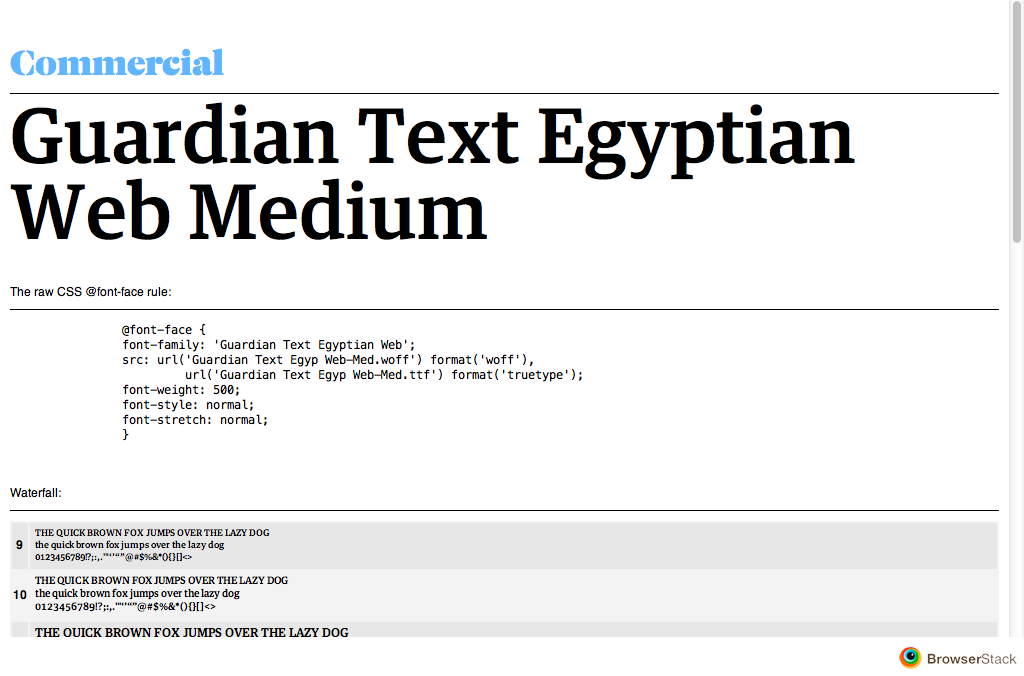 Commercial
Guardian Text Egyptian
Web Medium
The raw CSS @font-face rule:
@font-face {
font-family: 'Guardian Text Egyptian Web';
src: url('Guardian Text Egyp Web-Med.woff') format('woff'),
url('Guardian Text Egyp Web-Med.ttf') format('truetype');
font-weight: 500;
font-style: normal;
font-stretch: normal;
}
Waterfall:
9
THE QUICK BROWN FOX JUMPS OVER THE LAZY DOG
the quick brown fox jumps over the lazy dog
0123456789!?;:,."'‘’“”@#$%&*(){}[]<>
10
THE QUICK BROWN FOX JUMPS OVER THE LAZY DOG
the quick brown fox jumps over the lazy dog
0123456789!?;:,."'‘’“”@#$%&*(){}[]<>
THE QUICK BROWN FOX JUMPS OVER THE LAZY DOG
BrowserStack